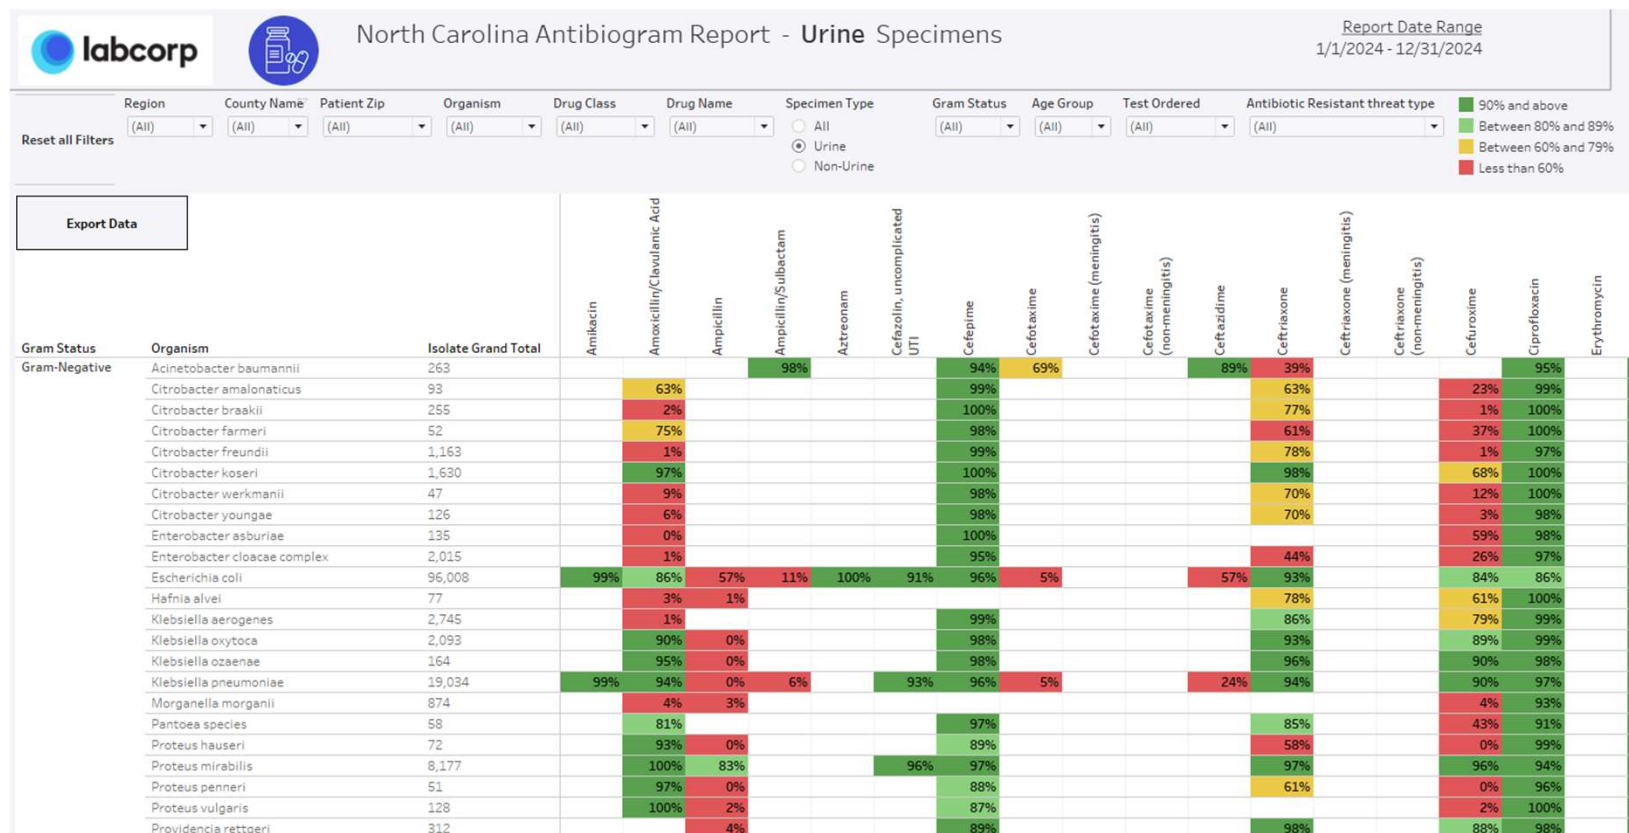 labcorp
North Carolina Antibiogram Report - Urine Specimens
Report Date Range
1/1/2024 - 12/31/2024
Reset all Filters
Region County Name Patient Zip Organism Drug Class Drug Name Specimen Type Gram Status Age Group Test Ordered Antibiotic Resistant threat type
(All) (All) (All) (All) (All) (All) (All) (All) (All) (All)
All
Urine
Non-Urine
90% and above
Between 80% and 89%
Between 60% and 79%
Less than 60%
Export Data
Gram Status Organism Isolate Grand Total
Amikacin
Amoxicillin/Clavulanic Acid
Ampicillin
Ampicillin/Sulbactam
Aztreonam
Cefazolin, uncomplicated
UTI
Cefepime
Cefotaxime
Cefotaxime (meningitis)
Cefotaxime
(non-meningitis)
Ceftazidime
Ceftriaxone
Ceftriaxone (meningitis)
Ceftriaxone
(non-meningitis)
Cefuroxime
Ciprofloxacin
Erythromycin
Gram-Negative Acinetobacter baumannii 263 98% 94% 69% 89% 39% 95%
Citrobacter amalonaticus 93 63% 99% 63% 23% 99%
Citrobacter braakii 255 2% 100% 77% 1% 100%
Citrobacter farmeri 52 75% 98% 61% 37% 100%
Citrobacter freundii 1,163 1% 99% 78% 1% 97%
Citrobacter koseri 1,630 97% 100% 98% 68% 100%
Citrobacter werkmanii 47 9% 98% 70% 12% 100%
Citrobacter youngae 126 6% 98% 70% 3% 98%
Enterobacter asburiae 135 0% 100% 59% 98%
Enterobacter cloacae complex 2,015 1% 95% 44% 26% 97%
Escherichia coli 96,008 99% 86% 57% 11% 100% 91% 96% 5% 57% 93% 84% 86%
Hafnia alvei 77 3% 1% 78% 61% 100%
Klebsiella aerogenes 2,745 1% 99% 86% 79% 99%
Klebsiella oxytoca 2,093 90% 0% 98% 93% 89% 99%
Klebsiella ozaenae 164 95% 0% 98% 96% 90% 98%
Klebsiella pneumoniae 19,034 99% 94% 0% 6% 93% 96% 5% 24% 94% 90% 97%
Morganella morganii 874 4% 3% 4% 93%
Pantoea species 58 81% 97% 85% 43% 91%
Proteus hauseri 72 93% 0% 89% 58% 0% 99%
Proteus mirabilis 8,177 100% 83% 96% 97% 97% 96% 94%
Proteus penneri 51 97% 0% 88% 61% 0% 96%
Proteus vulgaris 128 100% 2% 87% 2% 100%
Providencia rettgeri 312 4% 89% 98% 88% 98%